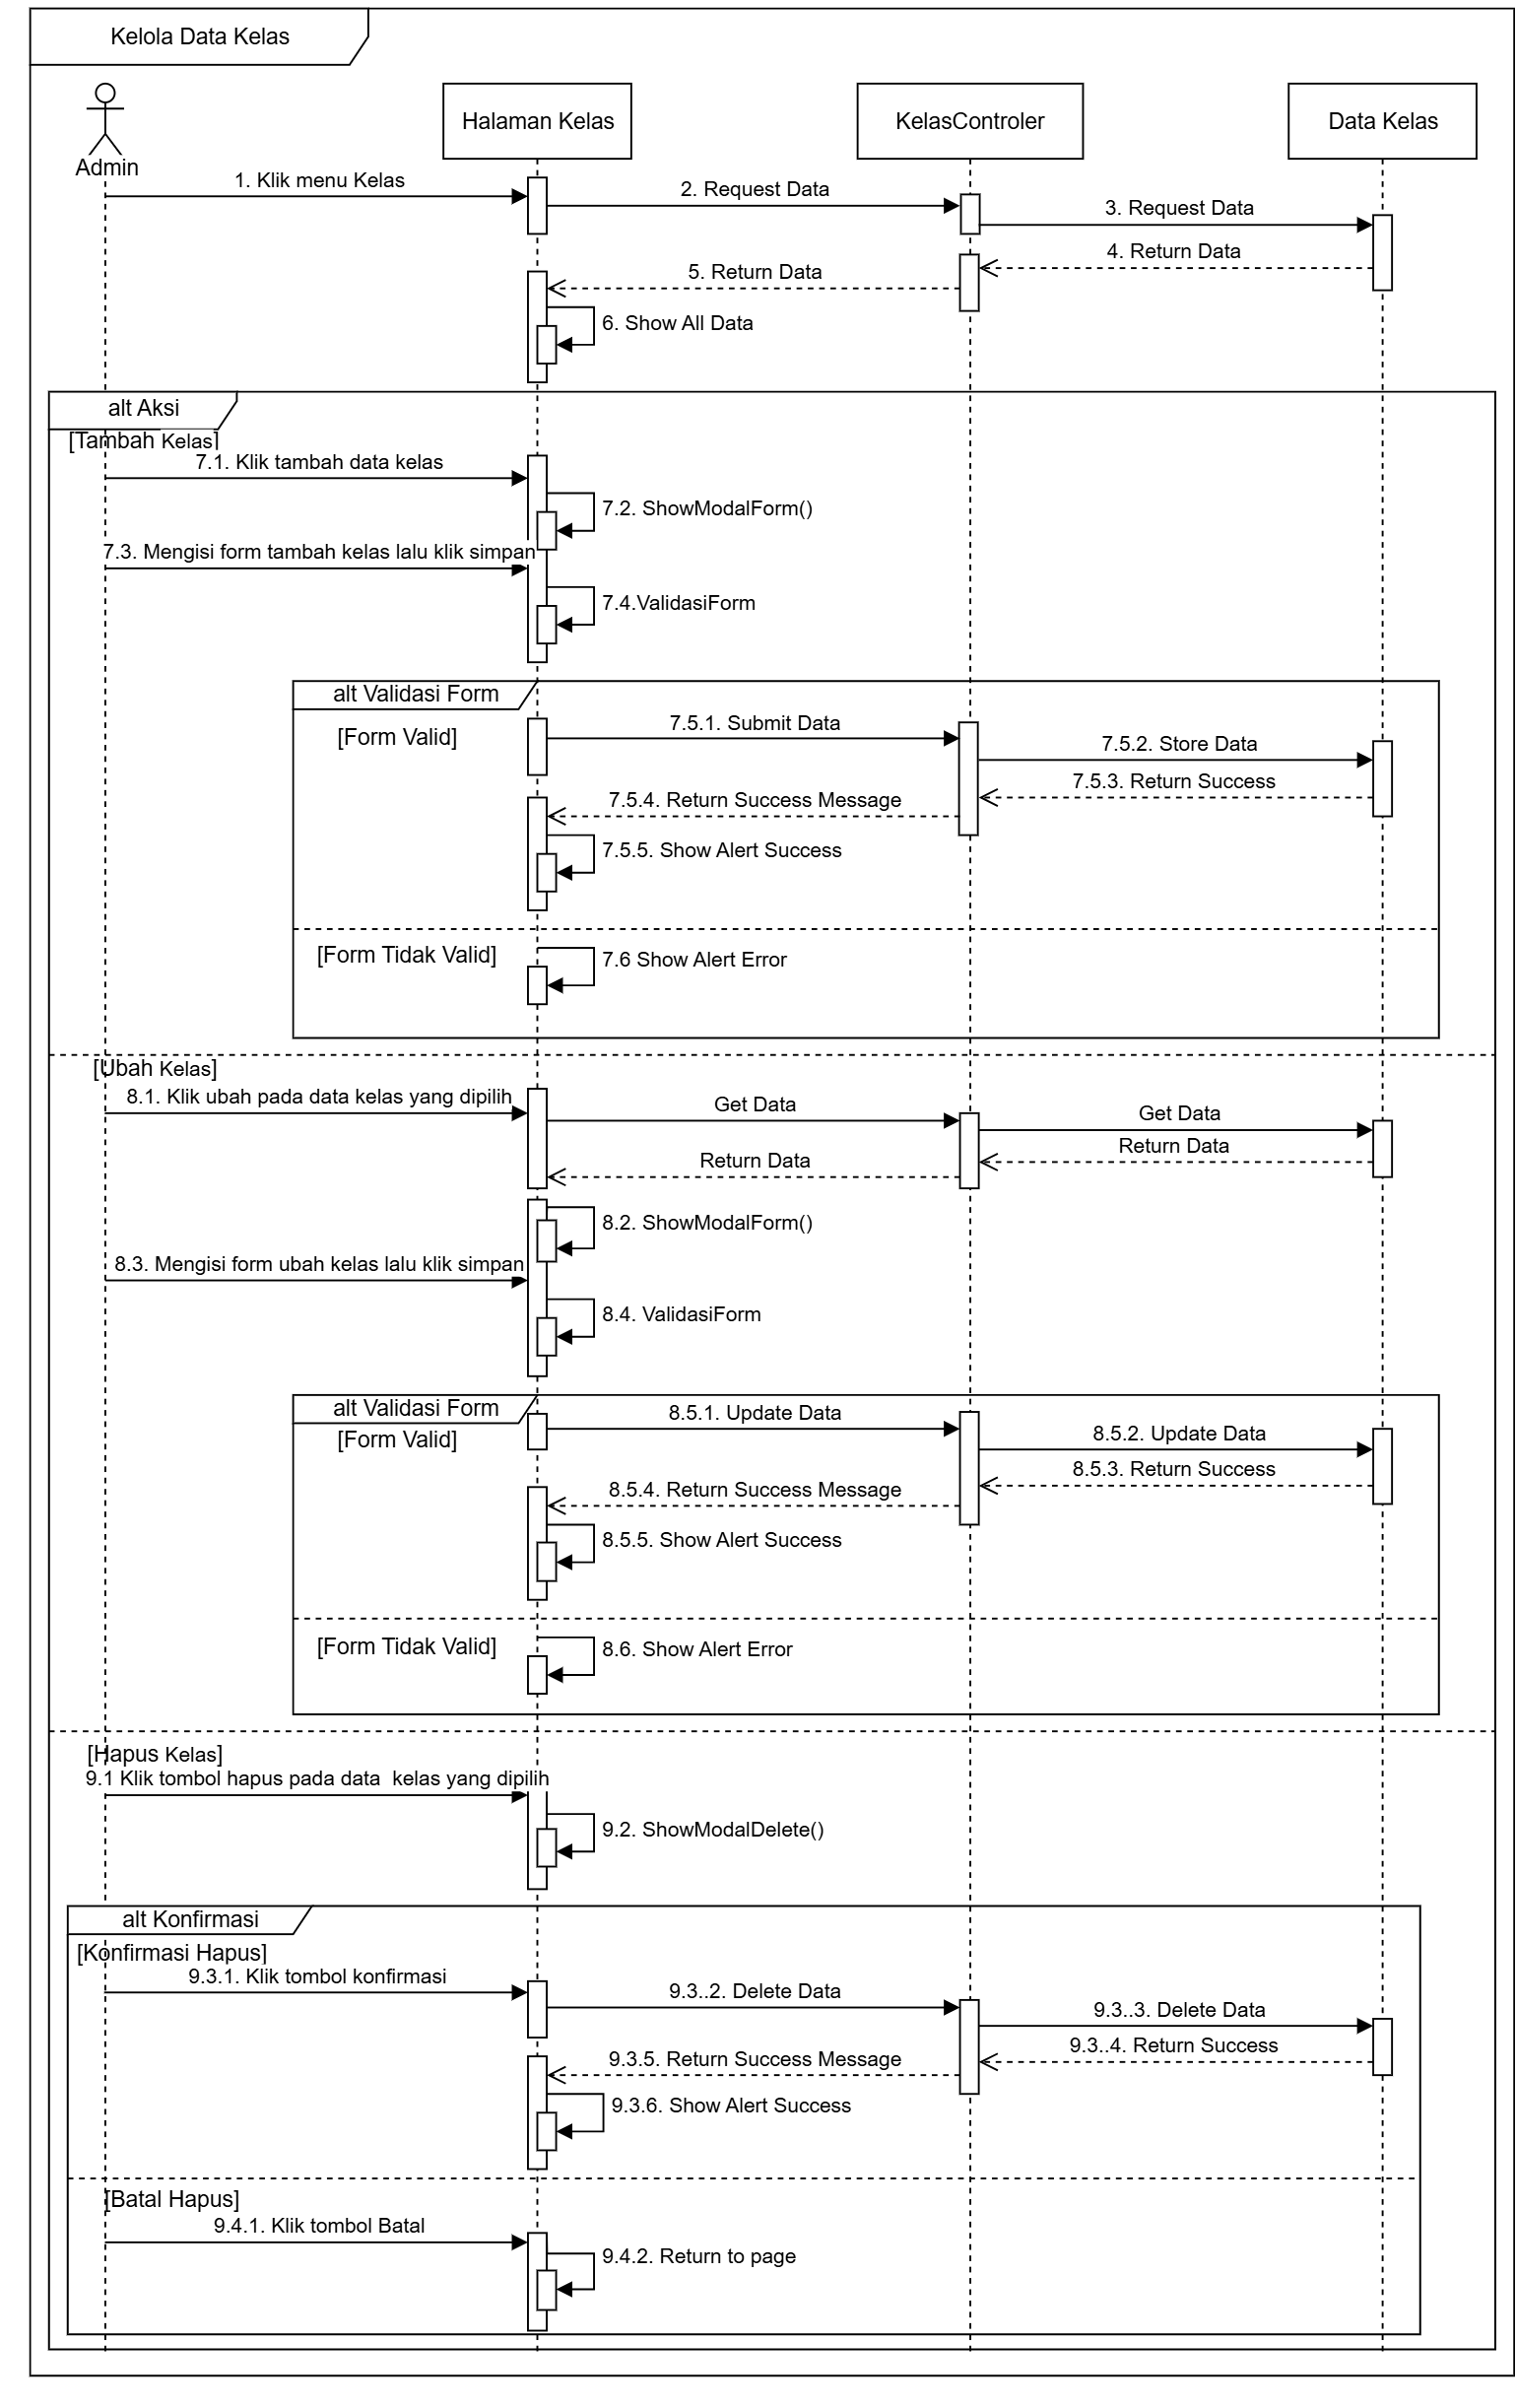 Kelola Data Kelas
Admin
Halaman Kelas
KelasControler
Data Kelas
1. Klik menu Kelas
2. Request Data
3. Request Data
4. Return Data
5. Return Data
6. Show All Data
alt Aksi
[Tambah Kelas]
7.1. Klik tambah data kelas
7.2. ShowModalForm()
7.3. Mengisi form tambah kelas lalu klik simpan
7.4.ValidasiForm
alt Validasi Form
[Form Valid]
7.5.1. Submit Data
7.5.2. Store Data
7.5.3. Return Success
7.5.4. Return Success Message
7.5.5. Show Alert Success
[Form Tidak Valid]
7.6 Show Alert Error
[Ubah Kelas]
8.1. Klik ubah pada data kelas yang dipilih
Get Data
Get Data
Return Data
Return Data
8.2. ShowModalForm()
8.3. Mengisi form ubah kelas lalu klik simpan
8.4. ValidasiForm
alt Validasi Form
[Form Valid]
8.5.1. Update Data
8.5.2. Update Data
8.5.3. Return Success
8.5.4. Return Success Message
8.5.5. Show Alert Success
[Form Tidak Valid]
8.6. Show Alert Error
[Hapus Kelas]
9.1 Klik tombol hapus pada data  kelas yang dipilih
9.2. ShowModalDelete()
alt Konfirmasi
[Konfirmasi Hapus]
9.3.1. Klik tombol konfirmasi
9.3..2. Delete Data
9.3..3. Delete Data
9.3..4. Return Success
9.3.5. Return Success Message
9.3.6. Show Alert Success
[Batal Hapus]
9.4.1. Klik tombol Batal
9.4.2. Return to page